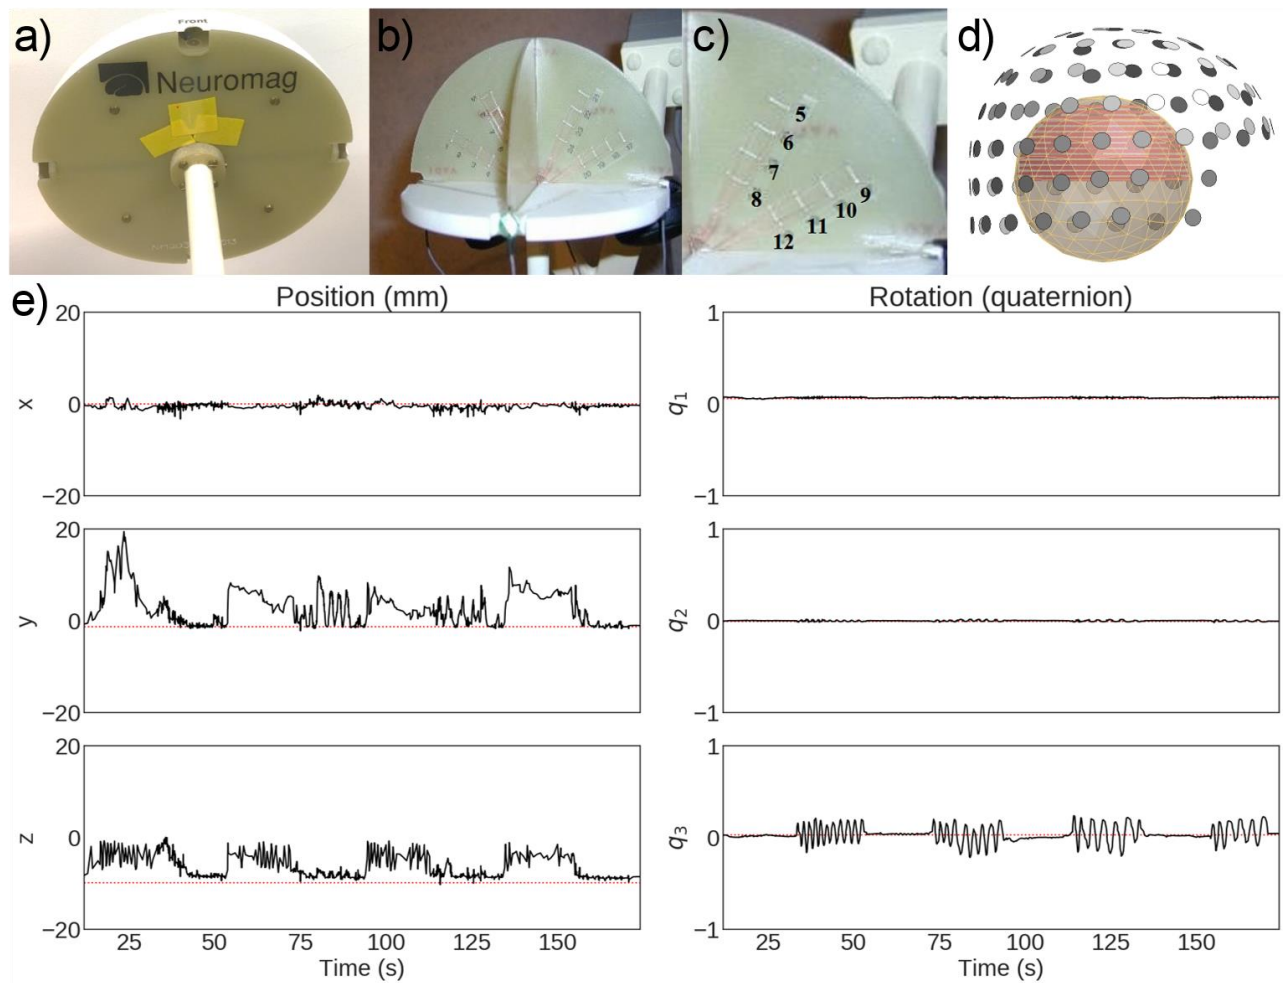 a)
Front
Neuromag
b)
c)
5
6
7
8
9
10
11
12
d)
e)
Position (mm)
Rotation (quaternion)
20
0
−20
x
1
0
−1
q1
20
0
−20
y
1
0
−1
q2
20
0
−20
z
1
0
−1
q3
25 50 75 100 125 150
25 50 75 100 125 150
Time (s)
Time (s)